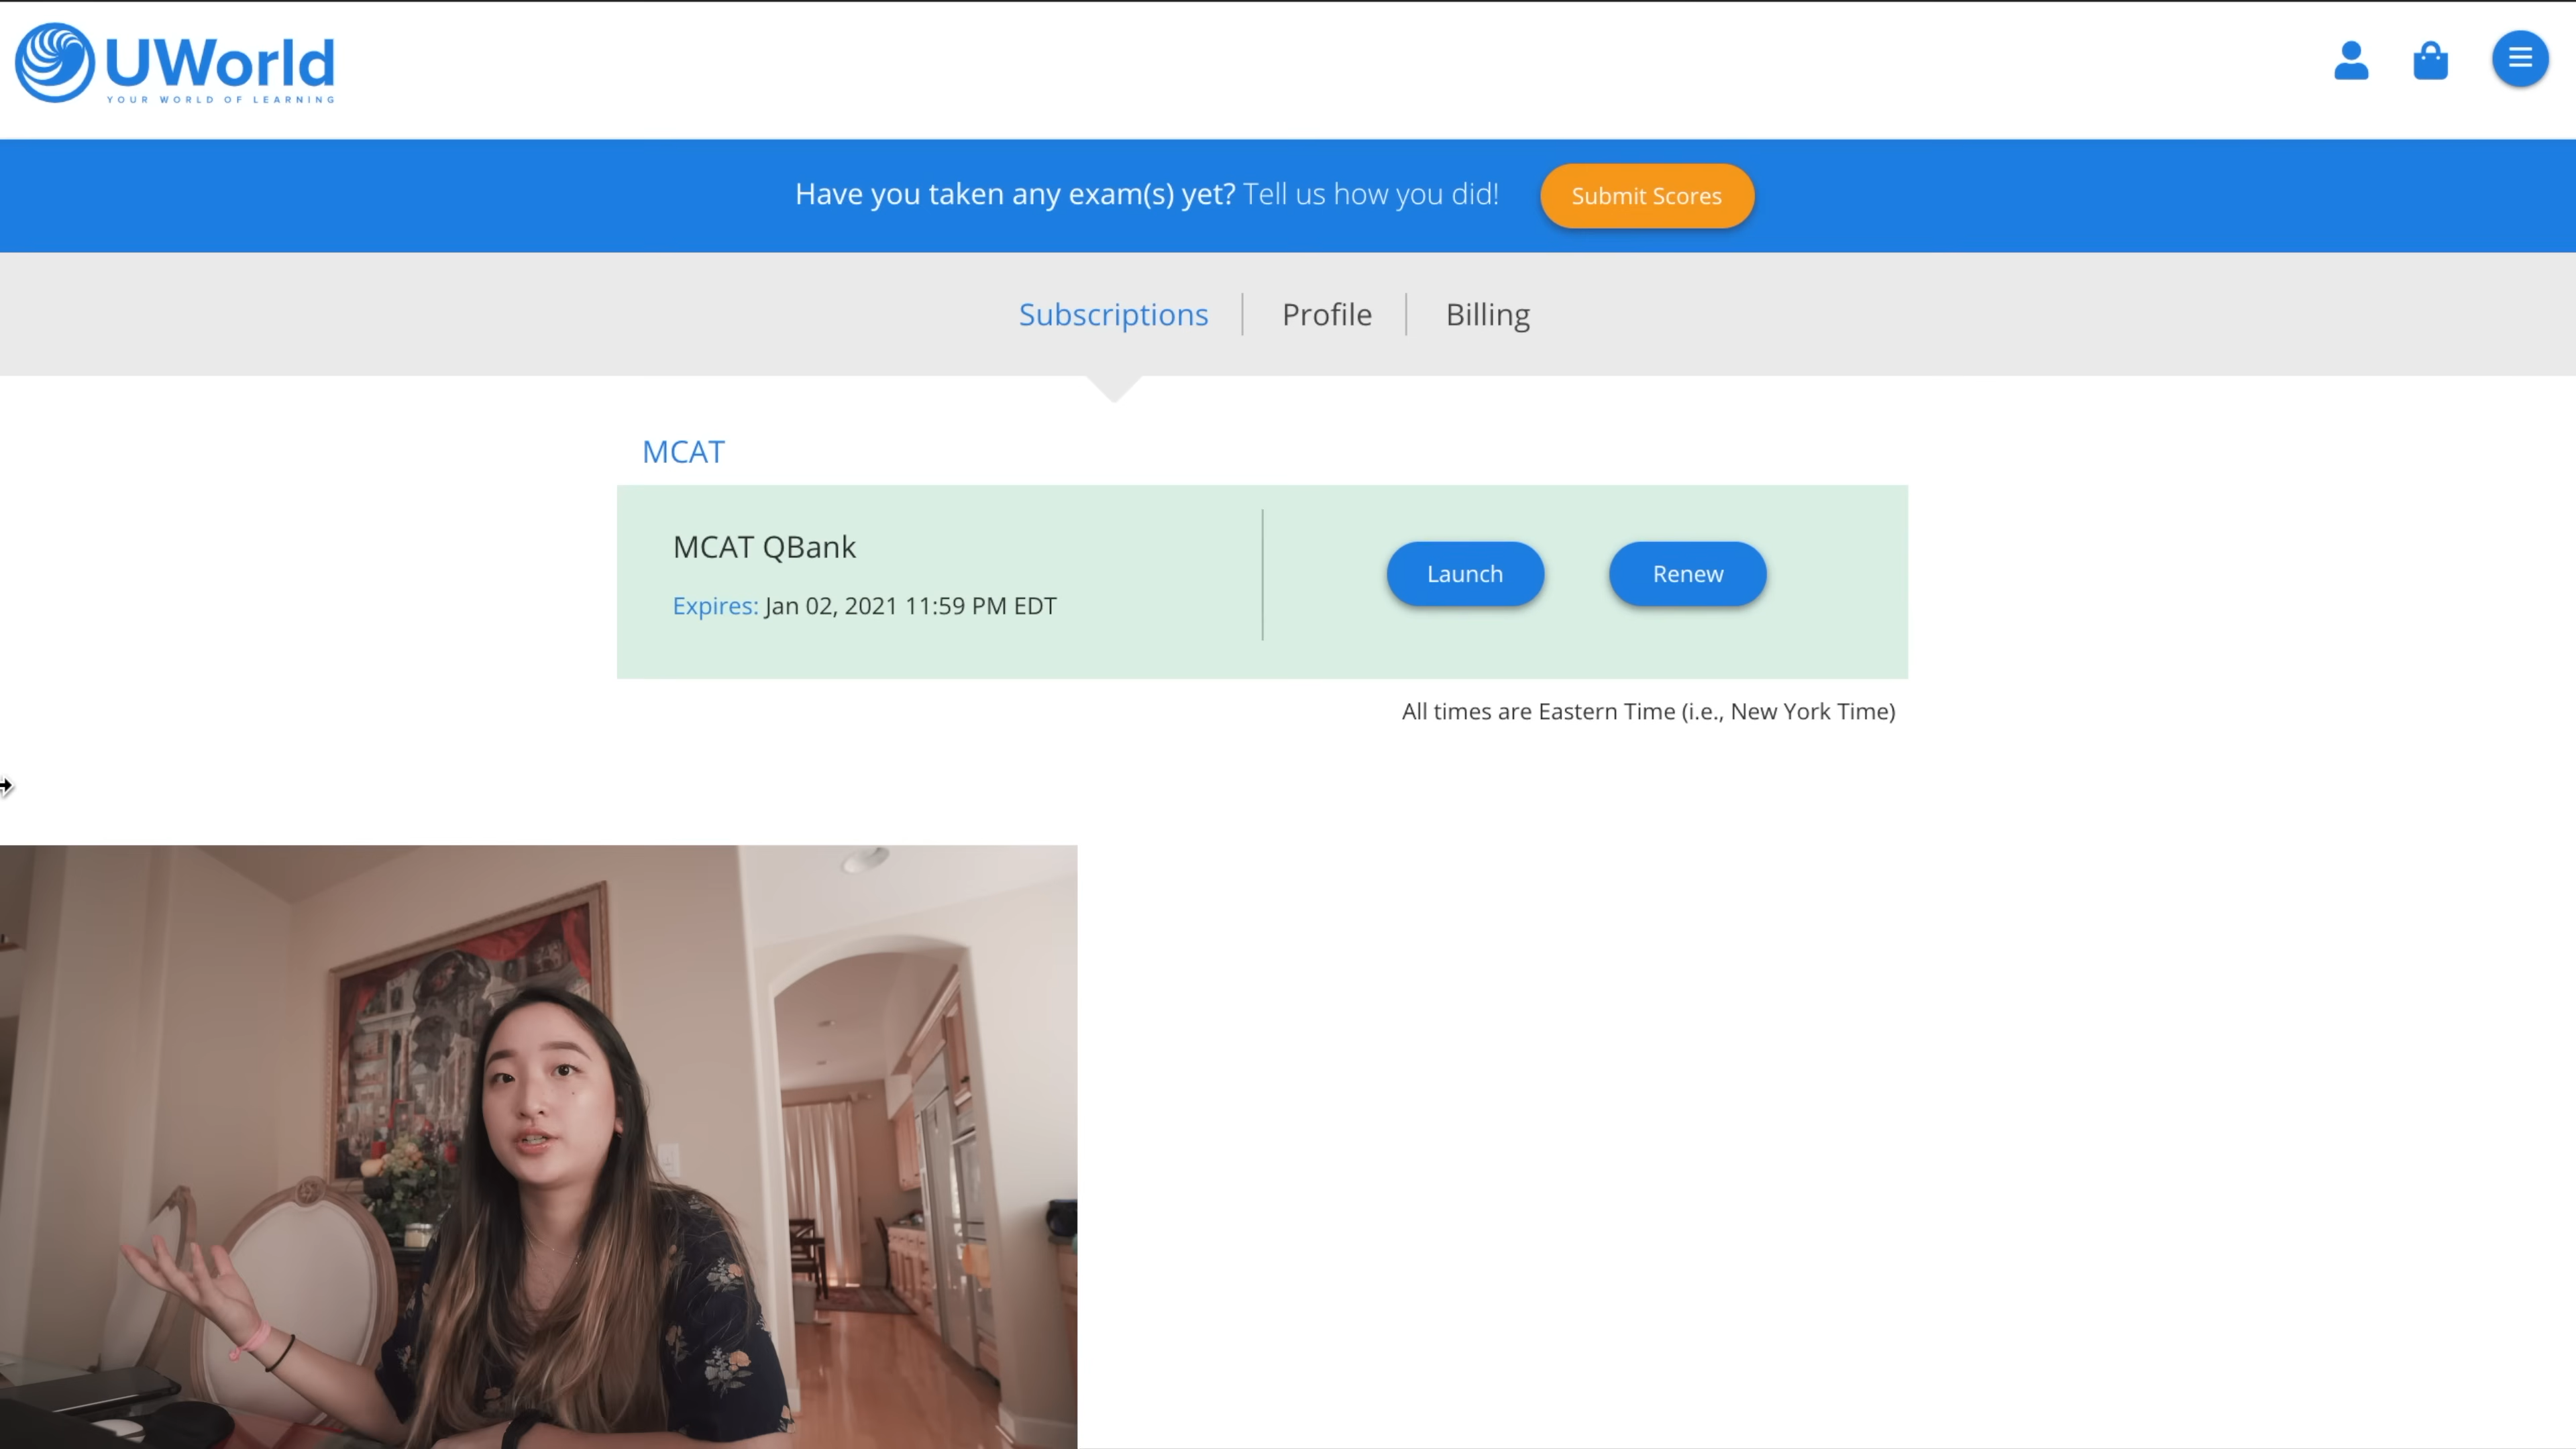 UWorld
YOUR WORLD OF LEARNING
Have you taken any exam(s) yet? Tell us how you did!
Submit Scores
Subscriptions
Profile
Billing
MCAT
MCAT QBank
Expires: Jan 02, 2021 11:59 PM EDT
Launch
Renew
All times are Eastern Time (i.e., New York Time)